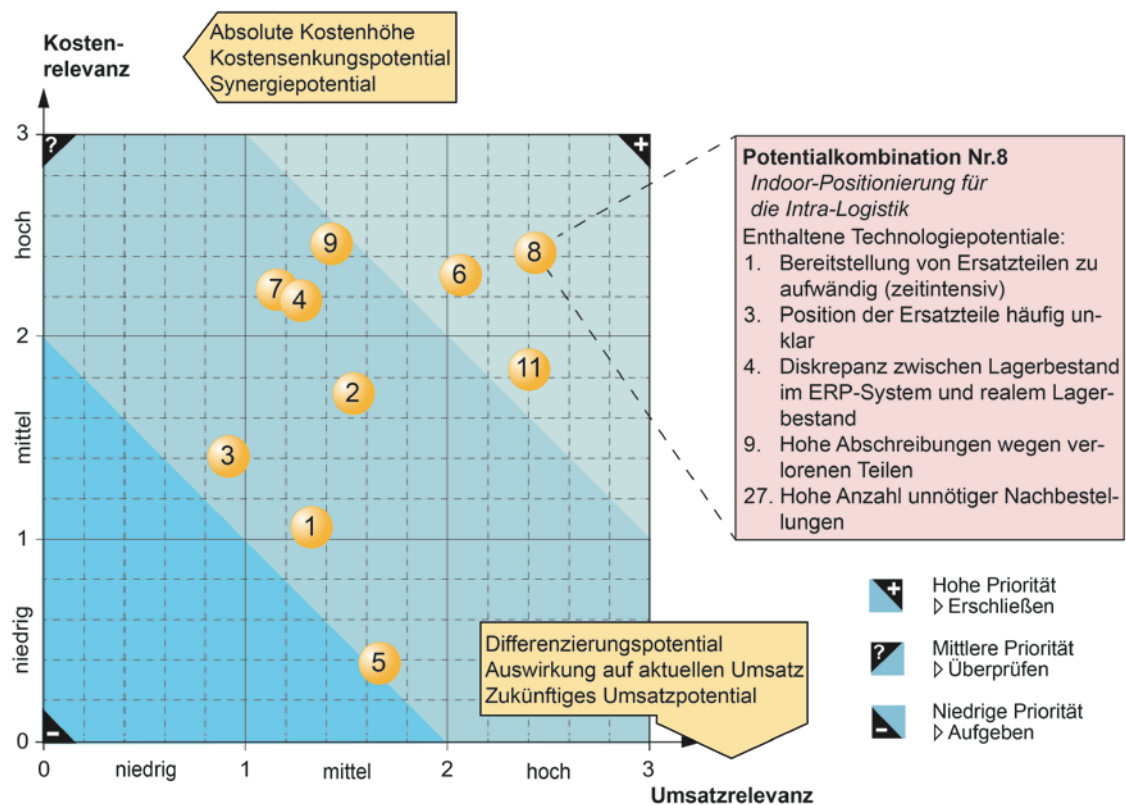 Kosten-
relevanz
Absolute Kostenhöhe
Kostensenkungspotential
Synergiepotential
3
hoch
2
mittel
1
niedrig
0
?
+
-
9
8
7
4
6
11
2
3
1
5
Potentialkombination Nr.8
Indoor-Positionierung für
die Intra-Logistik
Enthaltene Technologiepotentiale:
1. Bereitstellung von Ersatzteilen zu
aufwändig (zeitintensiv)
3. Position der Ersatzteile häufig un-
klar
4. Diskrepanz zwischen Lagerbestand
im ERP-System und realem Lager-
bestand
9. Hohe Abschreibungen wegen ver-
lorenen Teilen
27. Hohe Anzahl unnötiger Nachbestel-
lungen
Differenzierungspotential
Auswirkung auf aktuellen Umsatz
Zukünftiges Umsatzpotential
+ Hohe Priorität
▷ Erschließen
? Mittlere Priorität
▷ Überprüfen
- Niedrige Priorität
▷ Aufgeben
0 niedrig 1 mittel 2 hoch 3
Umsatzrelevanz